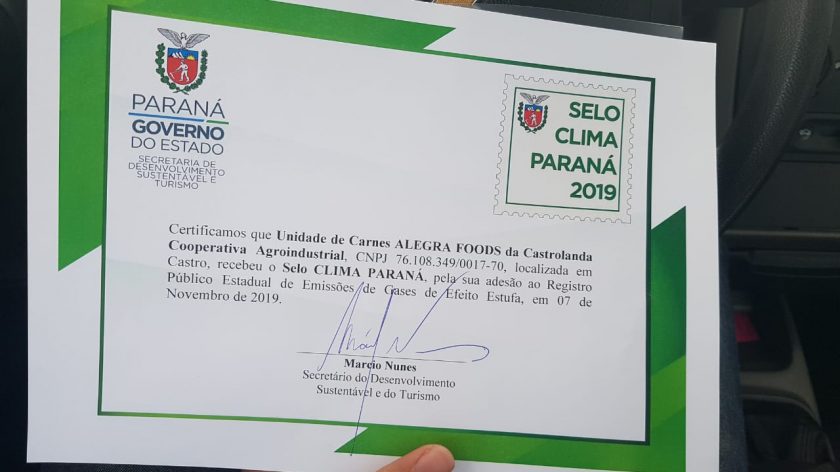 PARANÁ
GOVERNO
DO ESTADO
SECRETARIA DE
DESENVOLVIMENTO
SUSTENTÁVEL E
TURISMO
SELO
CLIMA
PARANÁ
2019
Certificamos que Unidade de Carnes ALEGRA FOODS da Castrolanda
Cooperativa Agroindustrial, CNPJ 76.108.349/0017-70, localizada em
Castro, recebeu o Selo CLIMA PARANÁ, pela sua adesão ao Registro
Público Estadual de Emissões de Gases de Efeito Estufa, em 07 de
Novembro de 2019.
Marcio Nunes
Secretário do Desenvolvimento
Sustentável e do Turismo